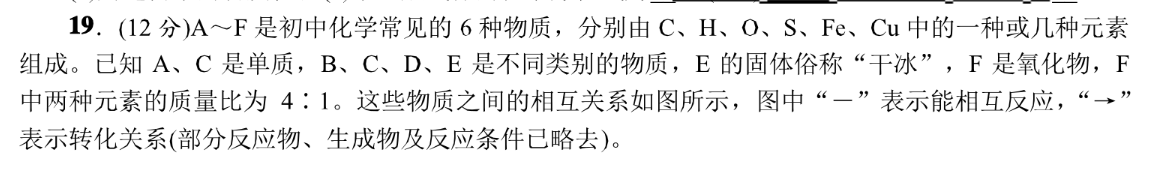 19. (12 分)A～F 是初中化学常见的 6 种物质，分别由 C、H、O、S、Fe、Cu 中的一种或几种元素
组成。已知 A、C 是单质，B、C、D、E 是不同类别的物质，E 的固体俗称“干冰”，F 是氧化物，F
中两种元素的质量比为 4∶1。这些物质之间的相互关系如图所示，图中“－”表示能相互反应，“→”
表示转化关系(部分反应物、生成物及反应条件已略去)。